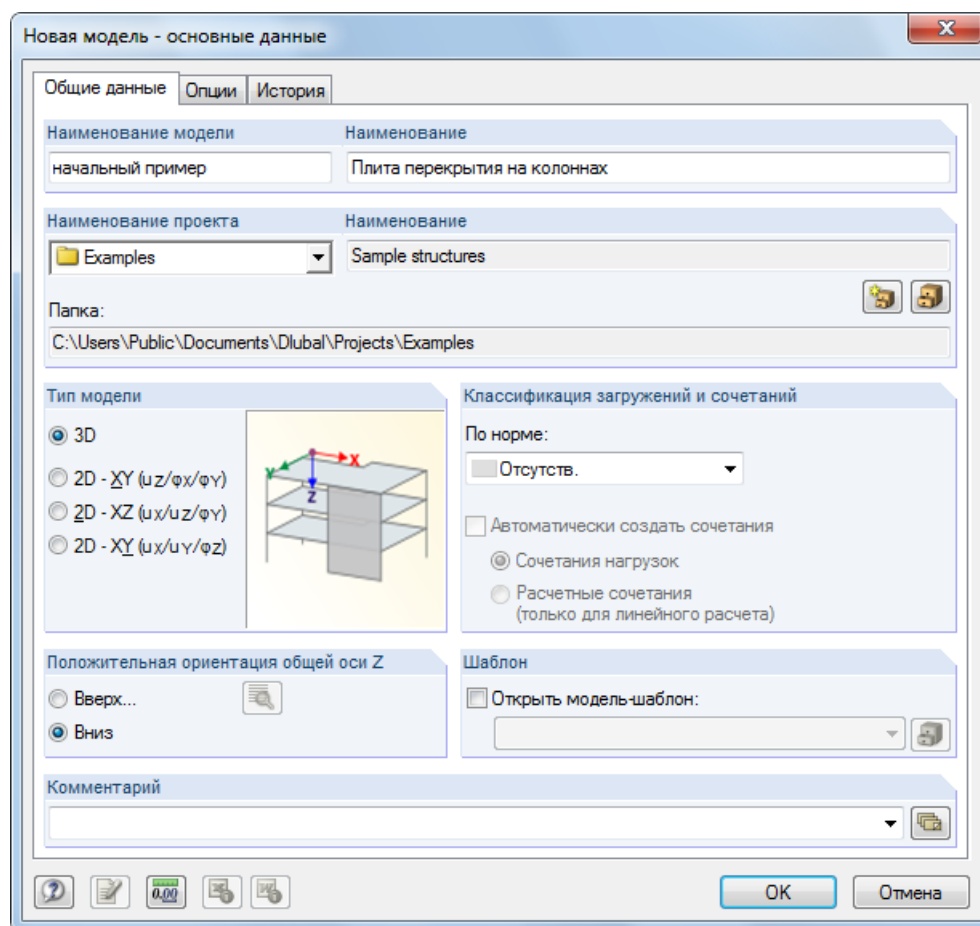 Новая модель - основные данные
Общие данные Опции История
Наименование модели Наименование
начальный пример Плита перекрытия на колоннах
Наименование проекта Наименование
Examples Sample structures
Папка:
C:\Users\Public\Documents\Dlubal\Projects\Examples
Тип модели
3D
2D - XY (uZ/φX/φY)
2D - XZ (uX/uZ/φY)
2D - XY (uX/uY/φZ)
X
Y
Z
Классификация загружений и сочетаний
По норме:
Отсутств.
Автоматически создать сочетания
Сочетания нагрузок
Расчетные сочетания
(только для линейного расчета)
Положительная ориентация общей оси Z
Вверх...
Вниз
Шаблон
Открыть модель-шаблон:
Комментарий
0.00
OK Отмена